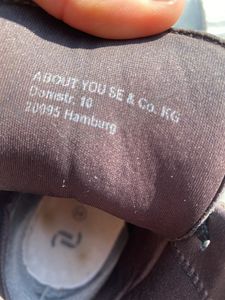 ABOUT YOU SE & Co. KG
Domstr. 10
20095 Hamburg